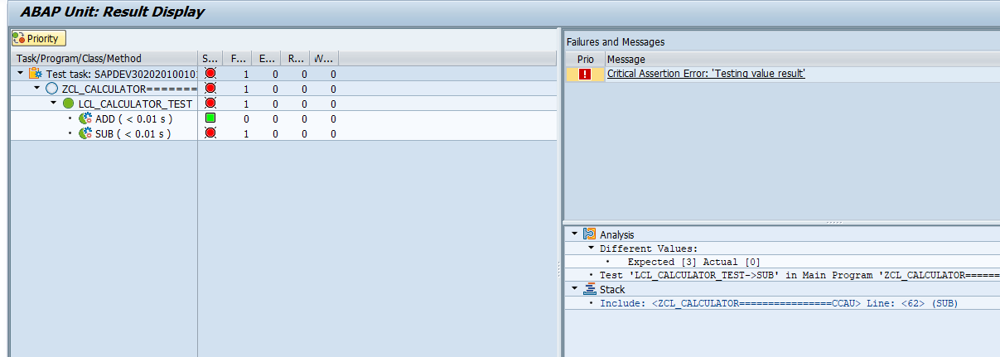 ABAP Unit: Result Display
Priority
Task/Program/Class/Method S... F... E... R... W...
Test task: SAPDEV30202010010: 1 0 0 0
ZCL_CALCULATOR======= 1 0 0 0
LCL_CALCULATOR_TEST 1 0 0 0
ADD ( < 0.01 s ) 0 0 0 0
SUB ( < 0.01 s ) 1 0 0 0
Failures and Messages
Prio Message
Critical Assertion Error: 'Testing value result'
Analysis
Different Values:
Expected [3] Actual [0]
Test 'LCL_CALCULATOR_TEST->SUB' in Main Program 'ZCL_CALCULATOR======
Stack
Include: <ZCL_CALCULATOR================CCAU> Line: <62> (SUB)